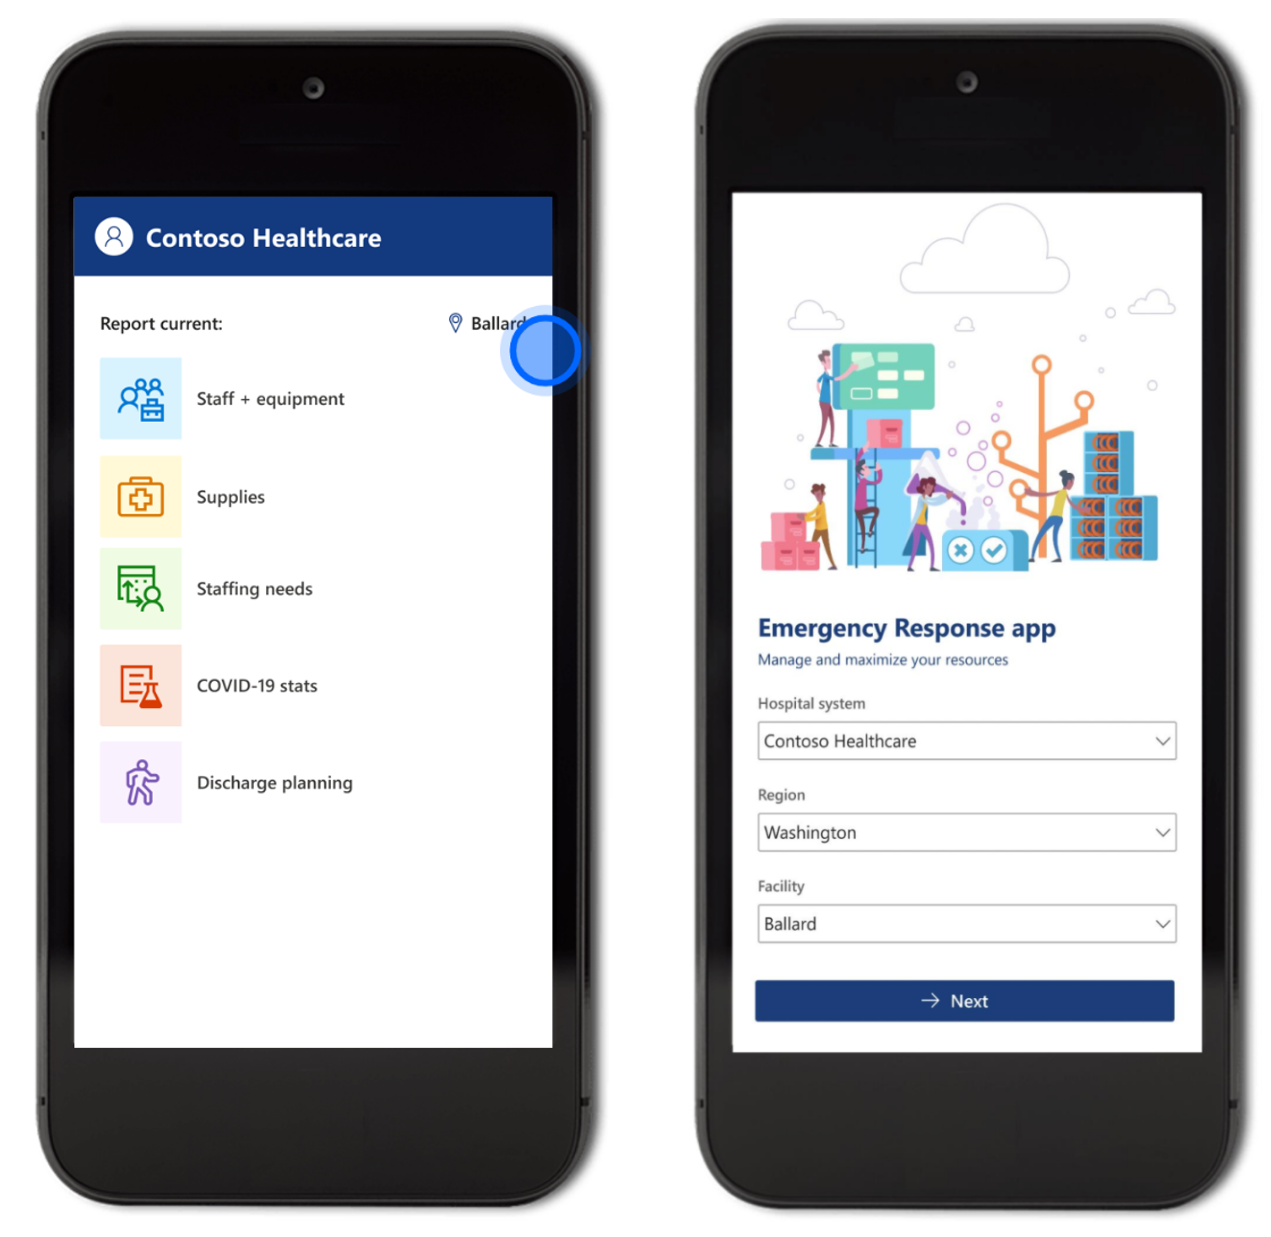 Contoso Healthcare
Report current:
Ballard
Staff + equipment
Supplies
Staffing needs
COVID-19 stats
Discharge planning
Emergency Response app
Manage and maximize your resources
Hospital system
Contoso Healthcare
Region
Washington
Facility
Ballard
Next